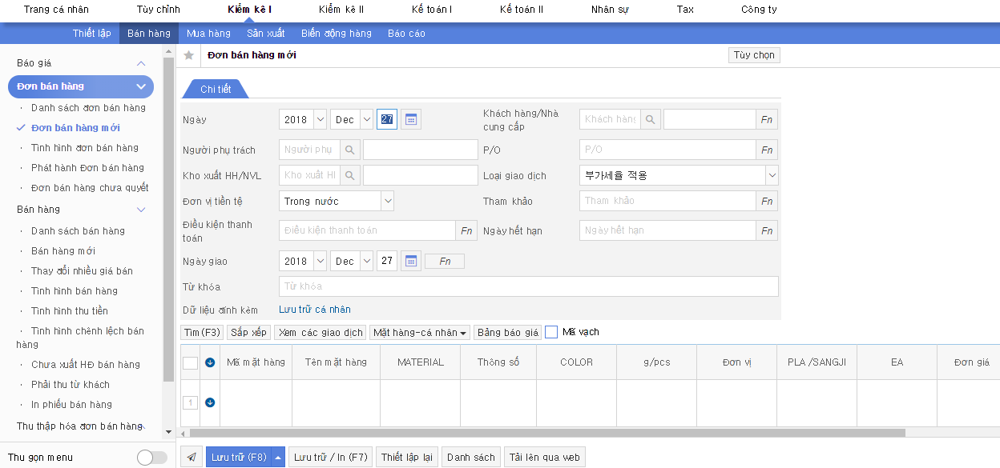 Trang cá nhân Tùy chỉnh Kiểm kê I Kiểm kê II Kế toán I Kế toán II Nhân sự Tax Công ty
Thiết lập Bán hàng Mua hàng Sản xuất Biến động hàng Báo cáo
Báo giá
Đơn bán hàng
Danh sách đơn bán hàng
Đơn bán hàng mới
Tình hình đơn bán hàng
Phát hành Đơn bán hàng
Đơn bán hàng chưa quyết
Bán hàng
Danh sách bán hàng
Bán hàng mới
Thay đổi nhiều giá bán
Tình hình bán hàng
Tình hình thu tiền
Tình hình chênh lệch bán
hàng
Chưa xuất HĐ bán hàng
Phải thu từ khách
In phiếu bán hàng
Thu thập hóa đơn bán hàng
Thu gọn menu
Đơn bán hàng mới Tùy chọn
Chi tiết
Ngày 2018 Dec 27 Khách hàng/Nhà
cung cấp Khách hàng Fn
Người phụ trách Người phụ P/O P/O Fn
Kho xuất HH/NVL Kho xuất HH Loại giao dịch 부가세율 적용
Đơn vị tiền tệ Trong nước Tham khảo Tham khảo Fn
Điều kiện thanh
toán Điều kiện thanh toán Fn Ngày hết hạn Ngày hết hạn Fn
Ngày giao 2018 Dec 27 Fn
Từ khóa Từ khóa
Dữ liệu đính kèm Lưu trữ cá nhân
Tìm(F3) Sắp xếp Xem các giao dịch Mặt hàng-cá nhân Bảng báo giá Mã vạch
Mã mặt hàng Tên mặt hàng MATERIAL Thông số COLOR g/pcs Đơn vị PLA /SANGJI EA Đơn giá
1
Lưu trữ (F8) Lưu trữ / In (F7) Thiết lập lại Danh sách Tải lên qua web